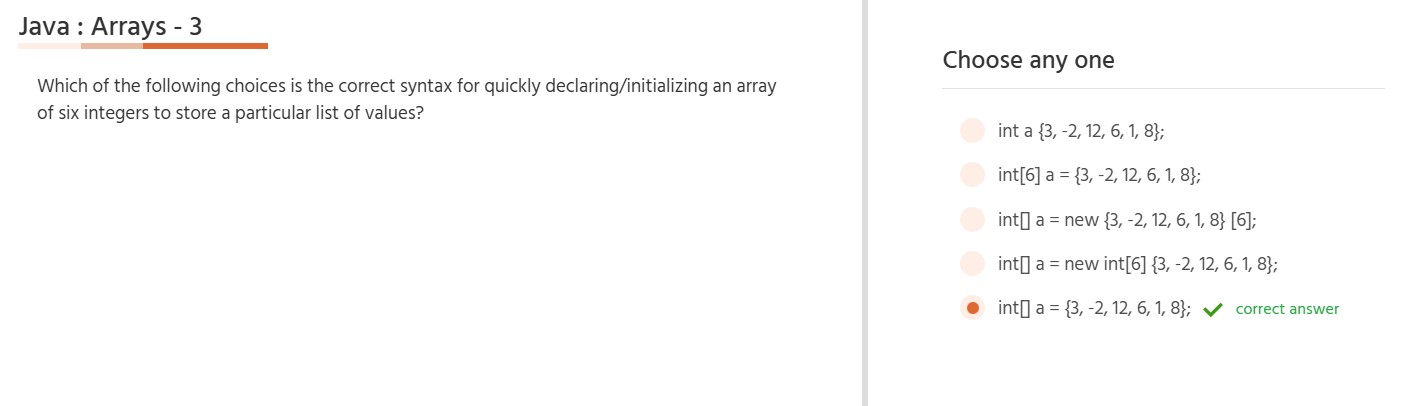 Java : Arrays - 3
Which of the following choices is the correct syntax for quickly declaring/initializing an array
of six integers to store a particular list of values?
Choose any one
int a {3, -2, 12, 6, 1, 8};
int[6] a = {3, -2, 12, 6, 1, 8};
int[] a = new {3, -2, 12, 6, 1, 8} [6];
int[] a = new int[6] {3, -2, 12, 6, 1, 8};
int[] a = {3, -2, 12, 6, 1, 8}; correct answer